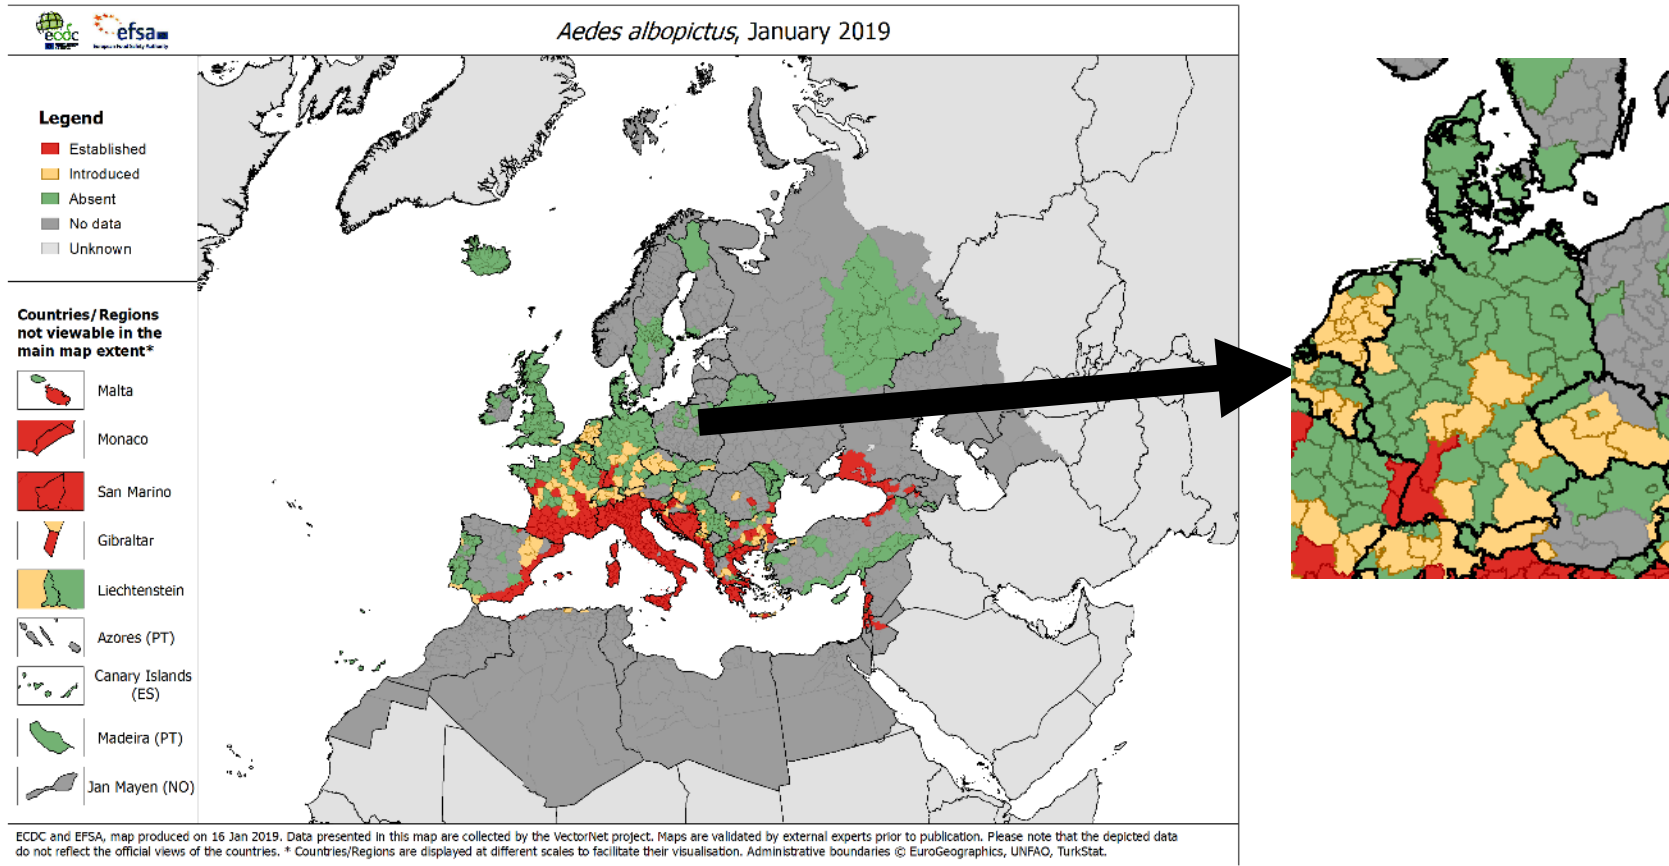 ecdc
efsa
European Food Safety Authority
Aedes albopictus, January 2019
Legend
Established
Introduced
Absent
No data
Unknown
Countries/Regions
not viewable in the
main map extent*
Malta
Monaco
San Marino
Gibraltar
Liechtenstein
Azores (PT)
Canary Islands
(ES)
Madeira (PT)
Jan Mayen (NO)
ECDC and EFSA, map produced on 16 Jan 2019. Data presented in this map are collected by the VectorNet project. Maps are validated by external experts prior to publication. Please note that the depicted data
do not reflect the official views of the countries. * Countries/Regions are displayed at different scales to facilitate their visualisation. Administrative boundaries © EuroGeographics, UNFAO, TurkStat.